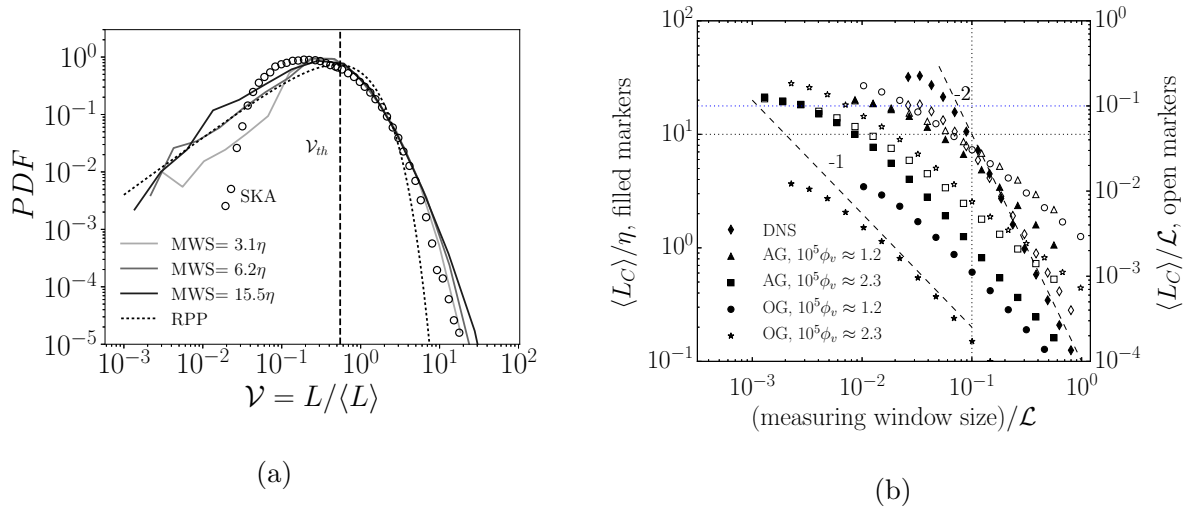 10^0
10^{-1}
10^{-2}
10^{-3}
10^{-4}
10^{-5}
PDF
𝒱_{th}
SKA
MWS= 3.1η
MWS= 6.2η
MWS= 15.5η
RPP
10^{-3} 10^{-2} 10^{-1} 10^0 10^1 10^2
𝒱 = L/⟨L⟩
(a)
10^2
10^1
10^0
10^{-1}
⟨L_C⟩/η, filled markers
-2
-1
DNS
AG, 10^5ϕ_v ≈ 1.2
AG, 10^5ϕ_v ≈ 2.3
OG, 10^5ϕ_v ≈ 1.2
OG, 10^5ϕ_v ≈ 2.3
10^0
10^{-1}
10^{-2}
10^{-3}
10^{-4}
⟨L_C⟩/ℒ, open markers
10^{-3} 10^{-2} 10^{-1} 10^0
(measuring window size)/ℒ
(b)